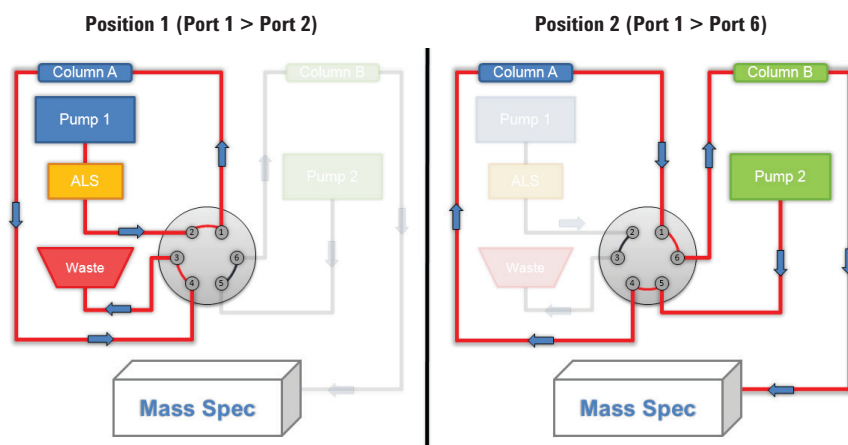 Position 1 (Port 1 > Port 2)
Column A
Column B
Pump 1
ALS
Pump 2
2
1
3
6
4
5
Waste
Mass Spec
Position 2 (Port 1 > Port 6)
Column A
Column B
Pump 1
ALS
Pump 2
2
1
3
6
4
5
Waste
Mass Spec